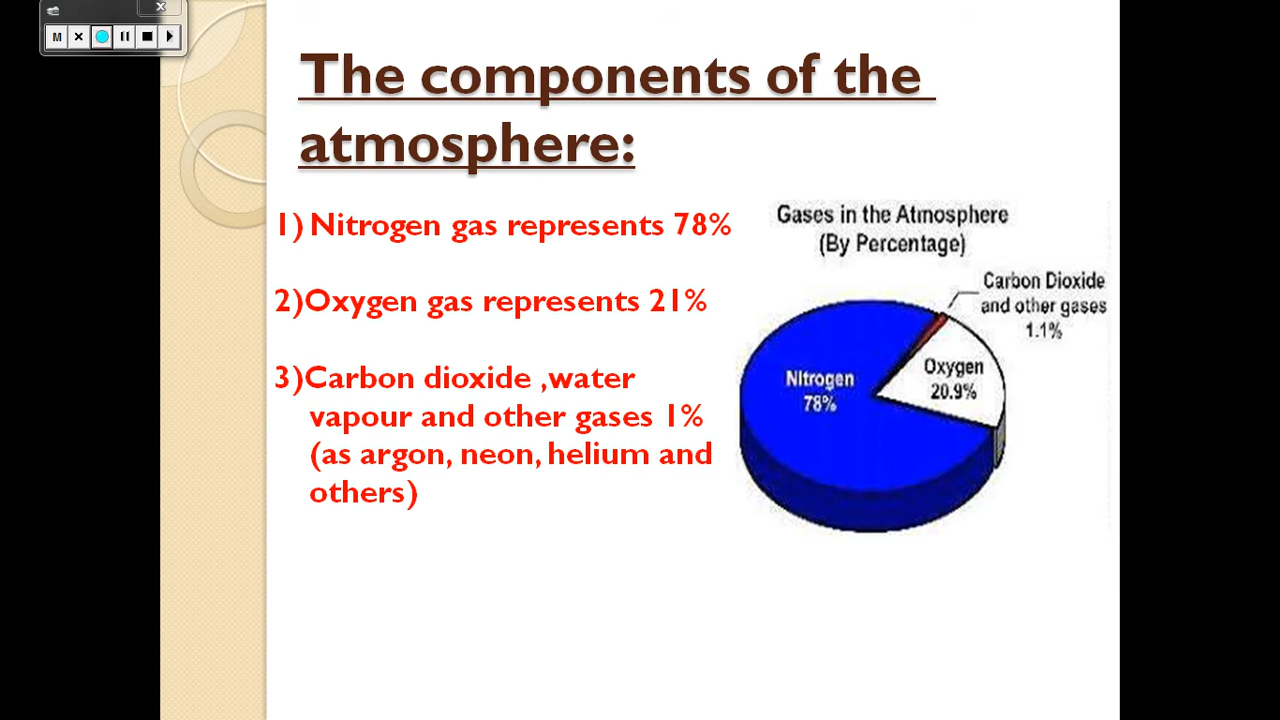 M
The components of the
atmosphere:
1) Nitrogen gas represents 78%
2)Oxygen gas represents 21%
3)Carbon dioxide ,water
vapour and other gases 1%
(as argon, neon, helium and
others)
Gases in the Atmosphere
(By Percentage)
Carbon Dioxide
and other gases
1.1%
Nitrogen
78%
Oxygen
20.9%